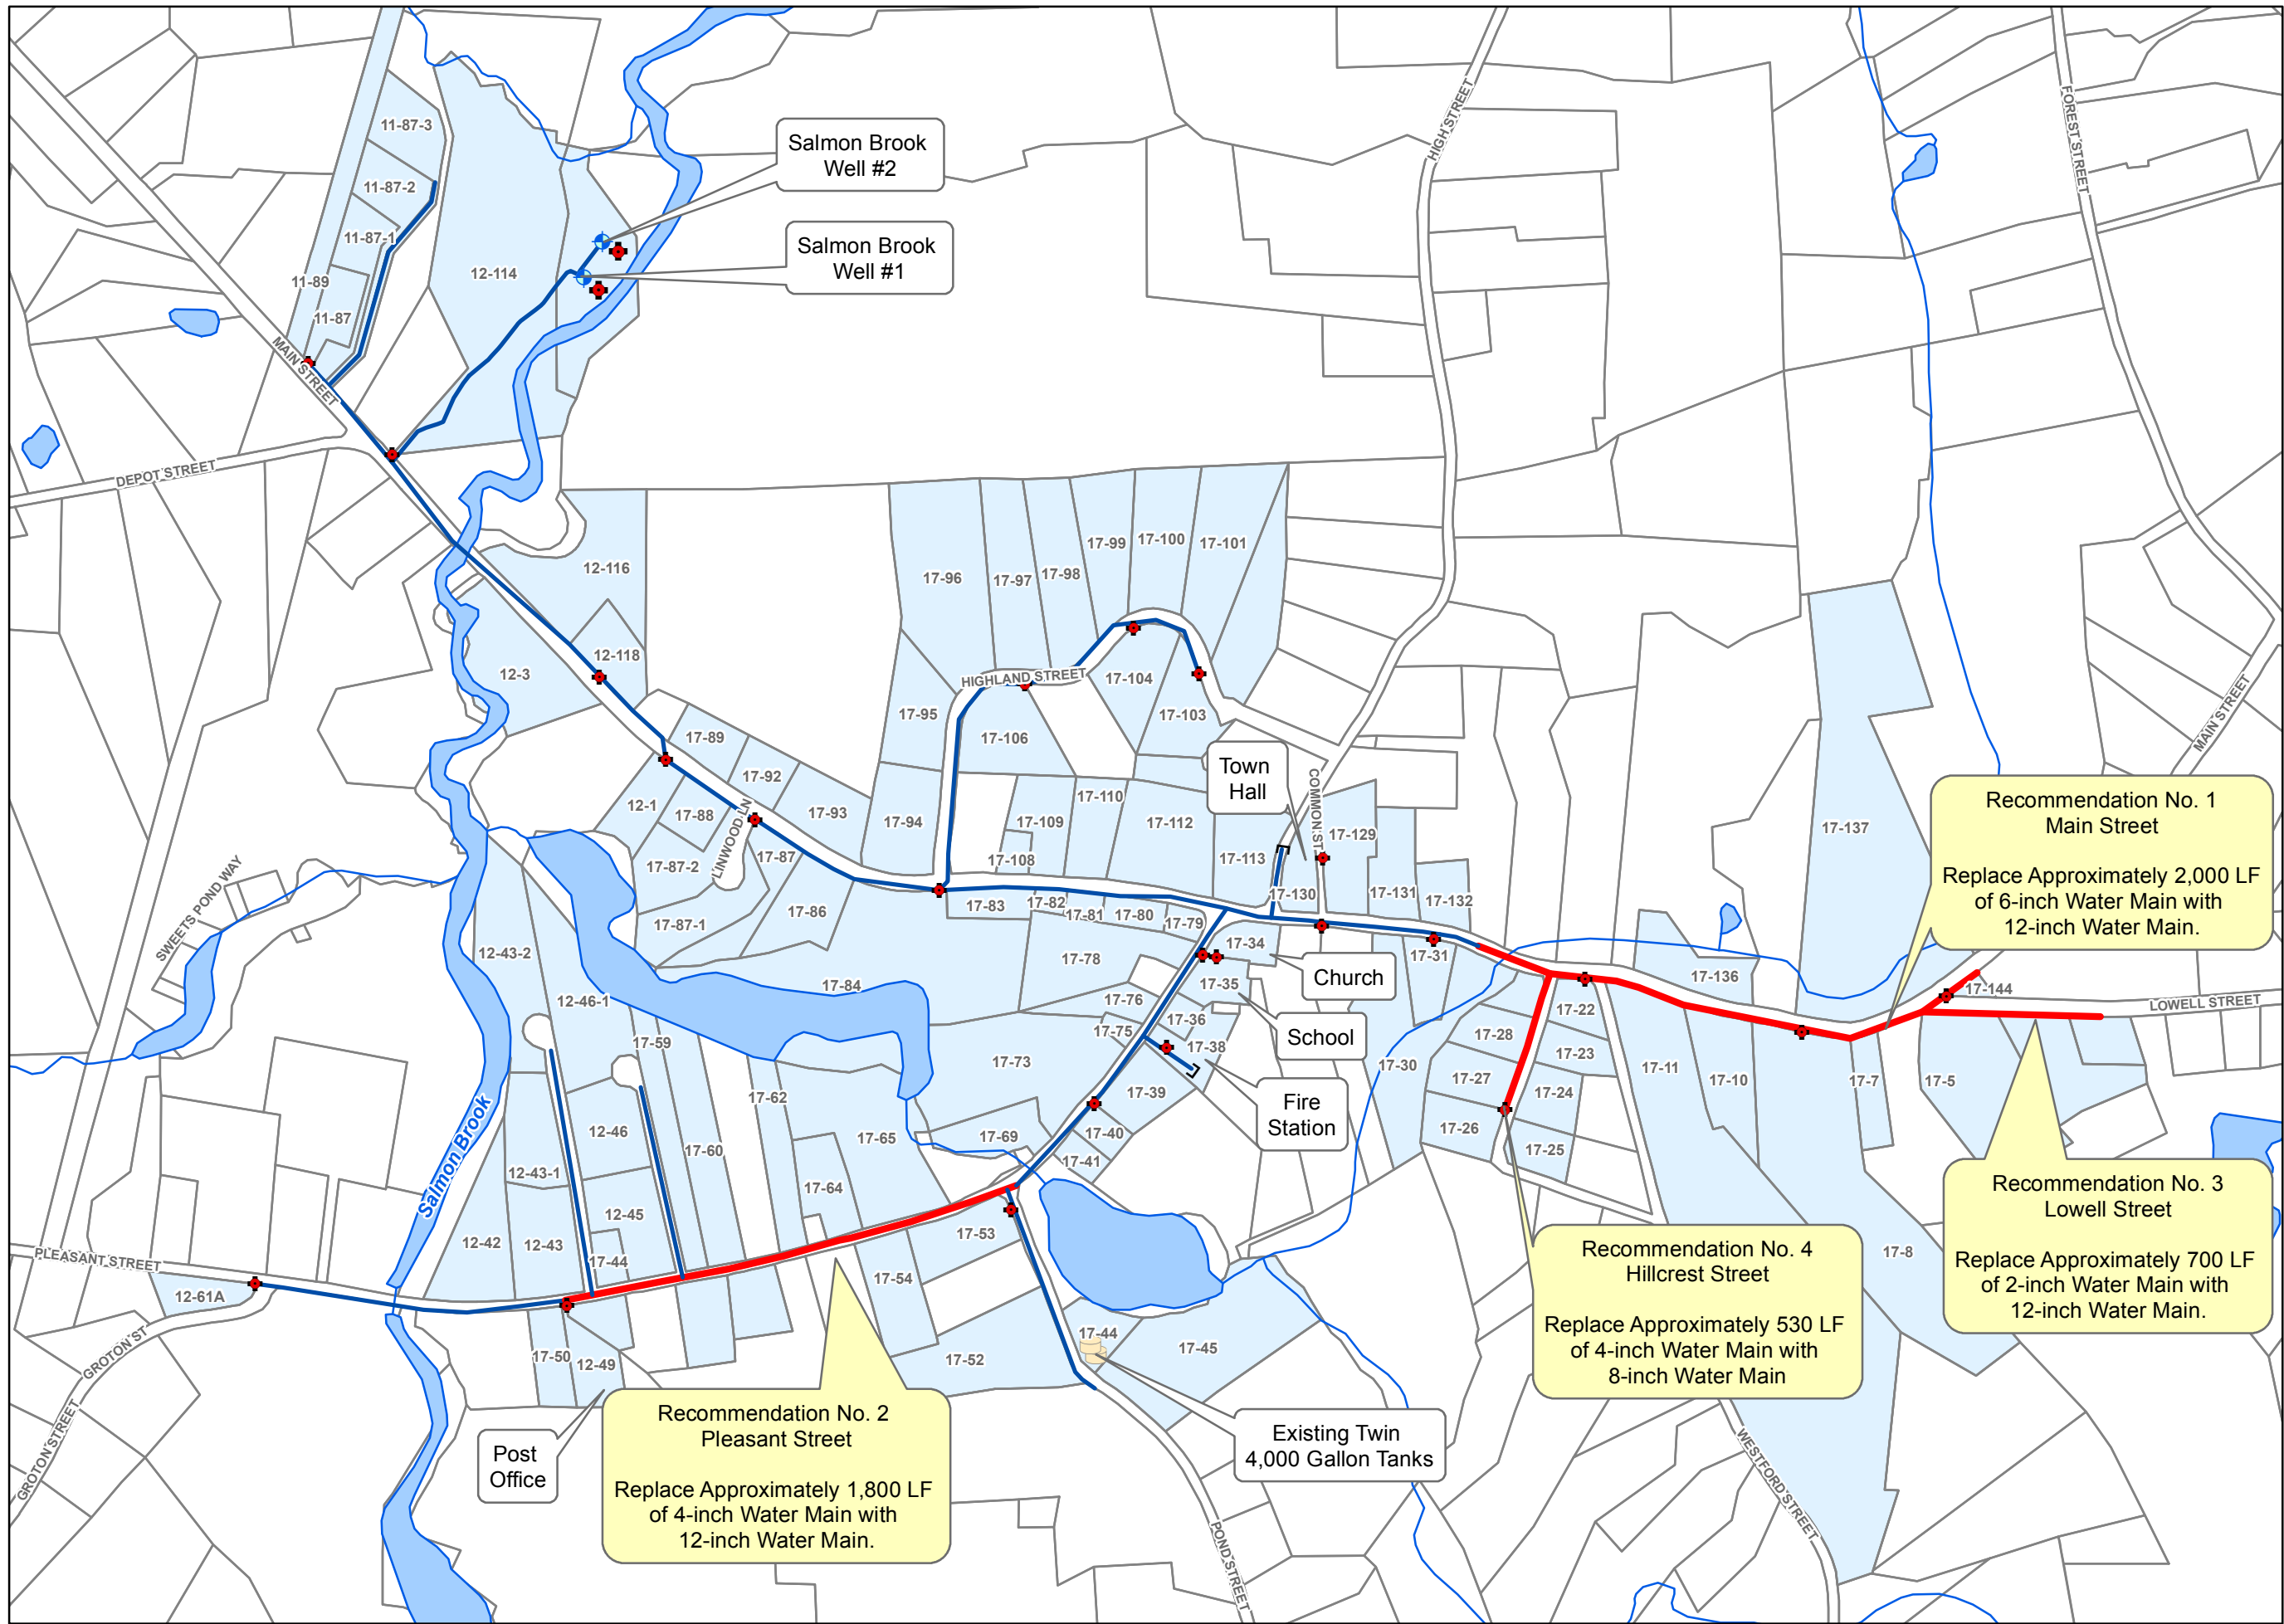 11-87-3
11-87-2
11-87-1
11-89
11-87
12-114
Salmon Brook
Well #2
Salmon Brook
Well #1
HIGH STREET
FOREST STREET
MAIN STREET
DEPOT STREET
12-116
12-118
12-3
17-96
17-97
17-98
17-99
17-100
17-101
HIGHLAND STREET
17-104
17-103
17-95
17-106
17-89
17-92
17-93
12-1
17-88
17-87-2
LINWOOD LN
17-87
17-87-1
17-86
17-94
17-109
17-108
17-110
17-112
17-113
Town
Hall
COMMON ST
17-129
17-130
17-131
17-132
17-137
MAIN STREET
Recommendation No. 1
Main Street
Replace Approximately 2,000 LF
of 6-inch Water Main with
12-inch Water Main.
SWEETS POND WAY
17-83
17-82
17-81
17-80
17-79
17-34
17-31
17-136
17-144
LOWELL STREET
12-43-2
12-46-1
17-84
17-78
17-76
17-75
17-35
17-36
17-38
Church
School
Fire
Station
17-59
17-73
17-39
17-30
17-28
17-27
17-26
17-22
17-23
17-24
17-25
17-11
17-10
17-7
17-5
Salmon Brook
12-43-1
12-46
12-45
17-60
17-62
17-65
17-64
17-69
17-40
17-41
12-42
12-43
17-44
17-53
17-54
17-8
Recommendation No. 3
Lowell Street
Replace Approximately 700 LF
of 2-inch Water Main with
12-inch Water Main.
Recommendation No. 4
Hillcrest Street
Replace Approximately 530 LF
of 4-inch Water Main with
8-inch Water Main
PLEASANT STREET
12-61A
GROTON ST
GROTON STREET
17-50
12-49
17-52
17-44
17-45
Post
Office
Recommendation No. 2
Pleasant Street
Replace Approximately 1,800 LF
of 4-inch Water Main with
12-inch Water Main.
Existing Twin
4,000 Gallon Tanks
POND STREET
WESTFORD STREET